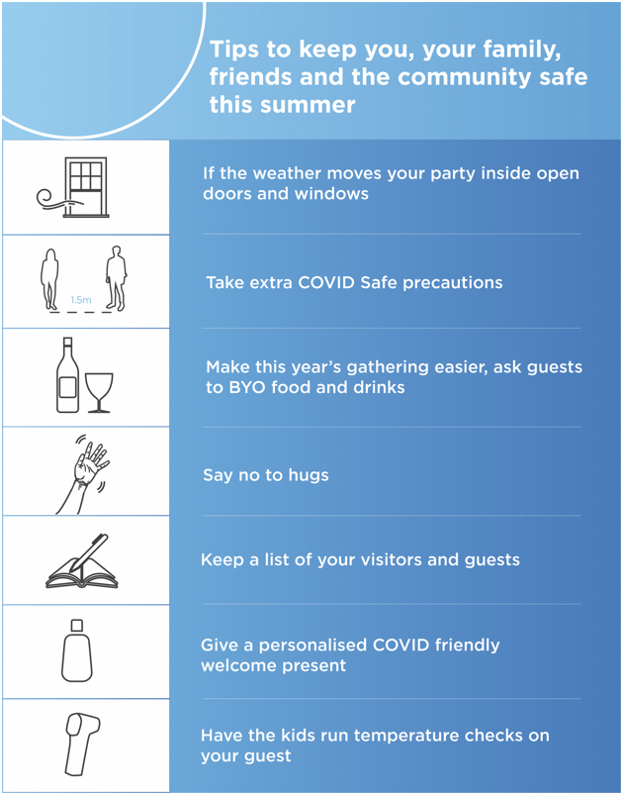 Tips to keep you, your family,
friends and the community safe
this summer
If the weather moves your party inside open
doors and windows
1.5m
Take extra COVID Safe precautions
Make this year's gathering easier, ask guests
to BYO food and drinks
Say no to hugs
Keep a list of your visitors and guests
Give a personalised COVID friendly
welcome present
Have the kids run temperature checks on
your guest